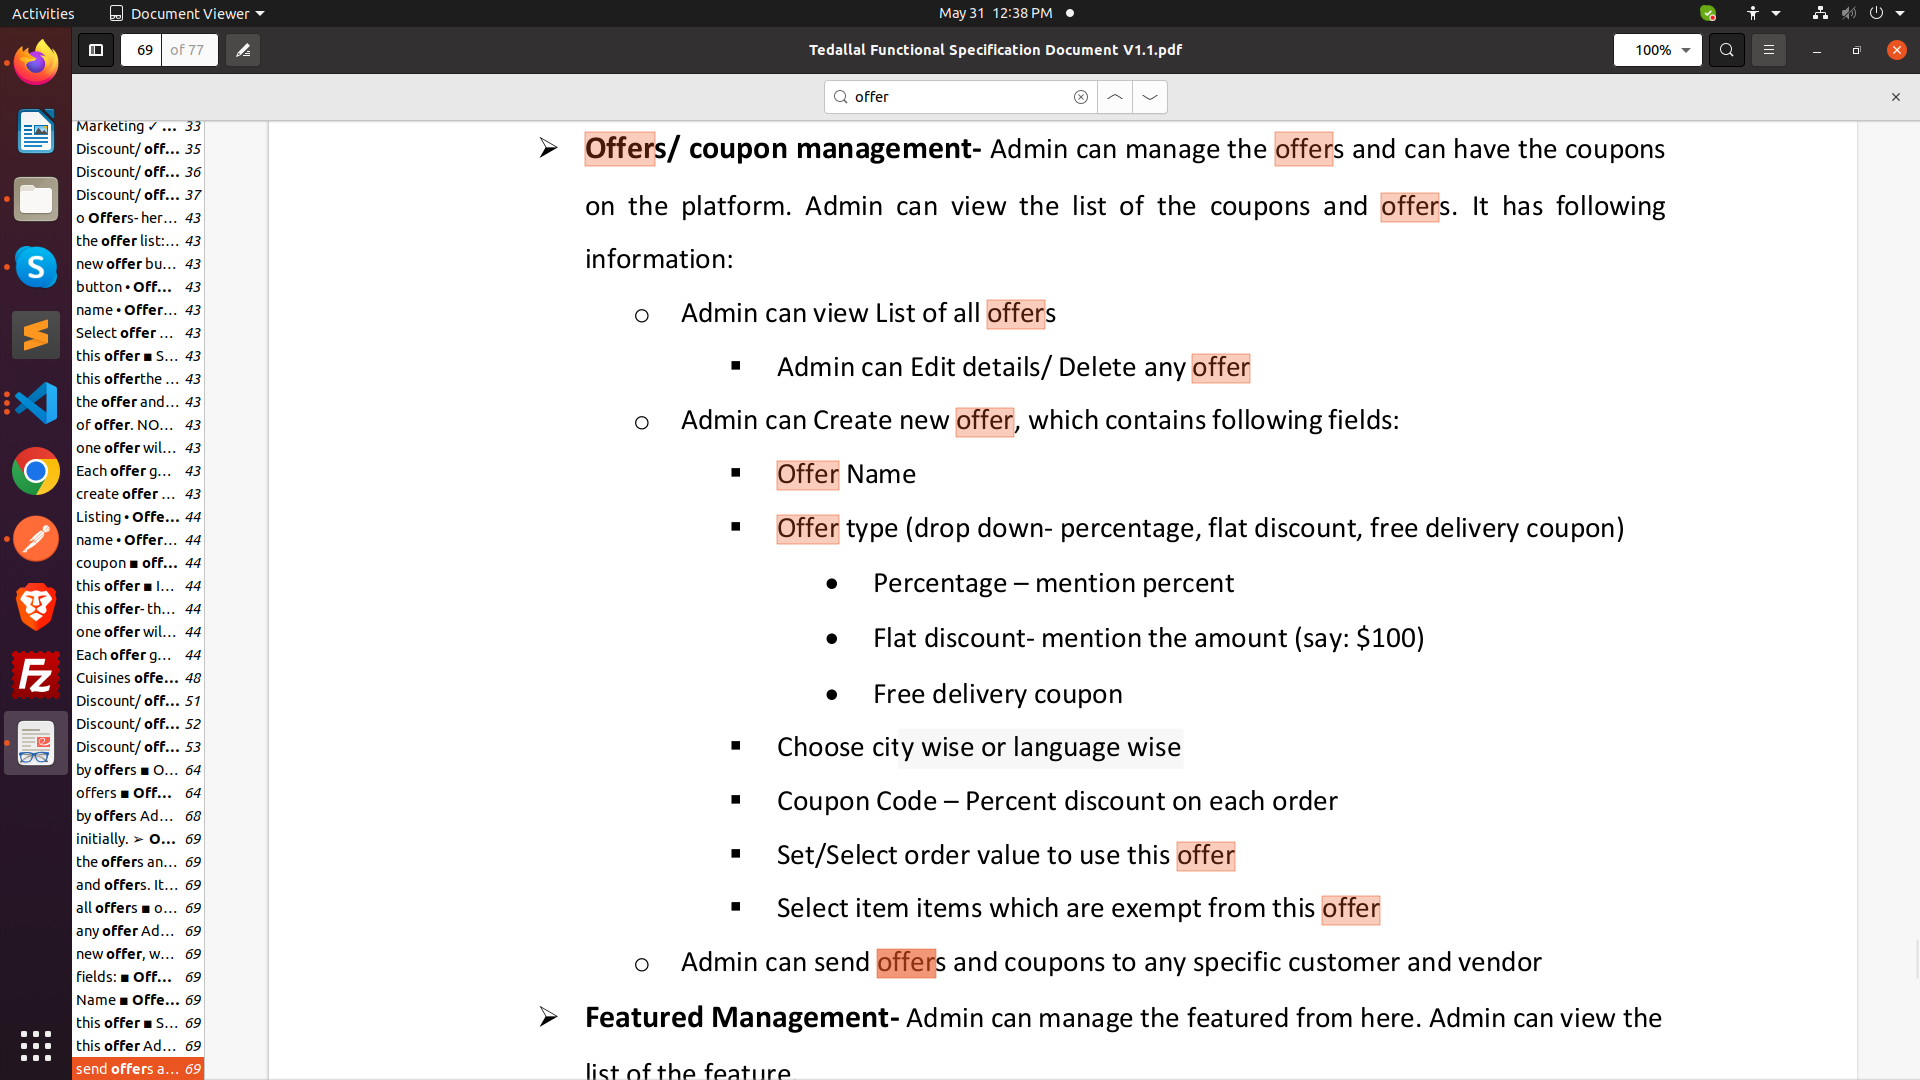 Activities
Document Viewer
May 31 12:38 PM
69 of 77
Tedallal Functional Specification Document V1.1.pdf
100%
offer
Marketing ✓ ... 33
Discount/ off... 35
Discount/ off... 36
Discount/ off... 37
o Offers- her... 43
the offer list:... 43
new offer bu... 43
button • Off... 43
name • Offer... 43
Select offer ... 43
this offer ▪ S... 43
this offerthe ... 43
the offer and... 43
of offer. NO... 43
one offer wil... 43
Each offer g... 43
create offer ... 43
Listing • Offe... 44
name • Offer... 44
coupon ▪ off... 44
this offer ▪ I... 44
this offer- th... 44
one offer wil... 44
Each offer g... 44
Cuisines offe... 48
Discount/ off... 51
Discount/ off... 52
Discount/ off... 53
by offers ▪ O... 64
offers ▪ Off... 64
by offers Ad... 68
initially. ➢ O... 69
the offers an... 69
and offers. It... 69
all offers ▪ o... 69
any offer Ad... 69
new offer, w... 69
fields: ▪ Off... 69
Name ▪ Offe... 69
this offer ▪ S... 69
this offer Ad... 69
send offers a... 69
➢ Offers/ coupon management- Admin can manage the offers and can have the coupons
on the platform. Admin can view the list of the coupons and offers. It has following
information:
o Admin can view List of all offers
▪ Admin can Edit details/ Delete any offer
o Admin can Create new offer, which contains following fields:
▪ Offer Name
▪ Offer type (drop down- percentage, flat discount, free delivery coupon)
• Percentage – mention percent
• Flat discount- mention the amount (say: $100)
• Free delivery coupon
▪ Choose city wise or language wise
▪ Coupon Code – Percent discount on each order
▪ Set/Select order value to use this offer
▪ Select item items which are exempt from this offer
o Admin can send offers and coupons to any specific customer and vendor
➢ Featured Management- Admin can manage the featured from here. Admin can view the
list of the feature.